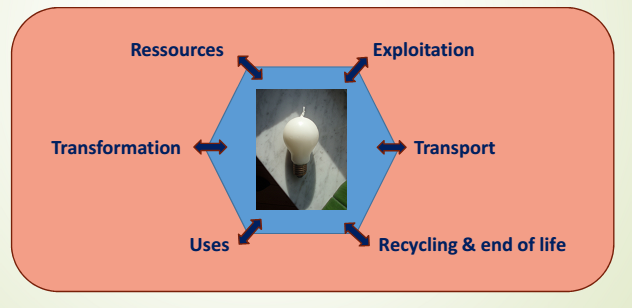 Ressources
Exploitation
Transformation
Transport
Uses
Recycling & end of life